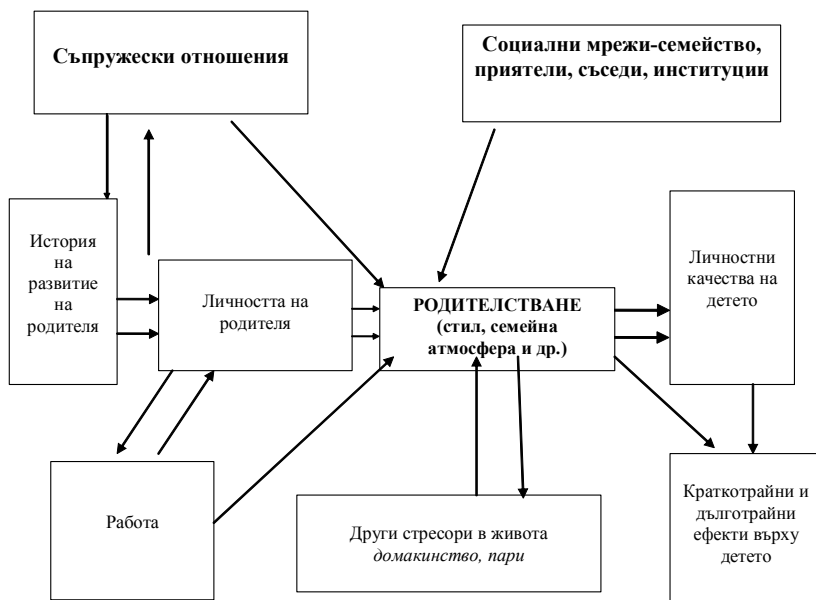 Съпружески отношения
Социални мрежи-семейство,
приятели, съседи, институции
История
на
развитие
на
родителя
Личността на
родителя
РОДИТЕЛСТВАНЕ
(стил, семейна
атмосфера и др.)
Личностни
качества на
детето
Работа
Други стресори в живота
домакинство, пари
Краткотрайни и
дълготрайни
ефекти върху
детето